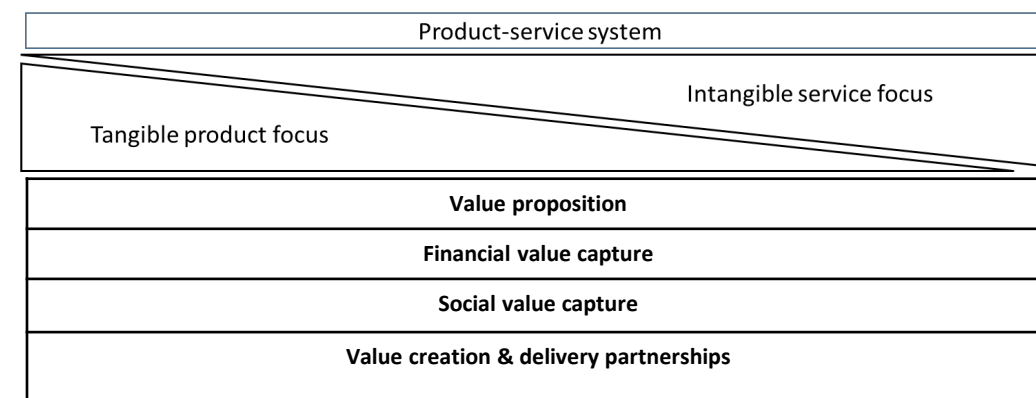 Product-service system
Intangible service focus
Tangible product focus
Value proposition
Financial value capture
Social value capture
Value creation & delivery partnerships